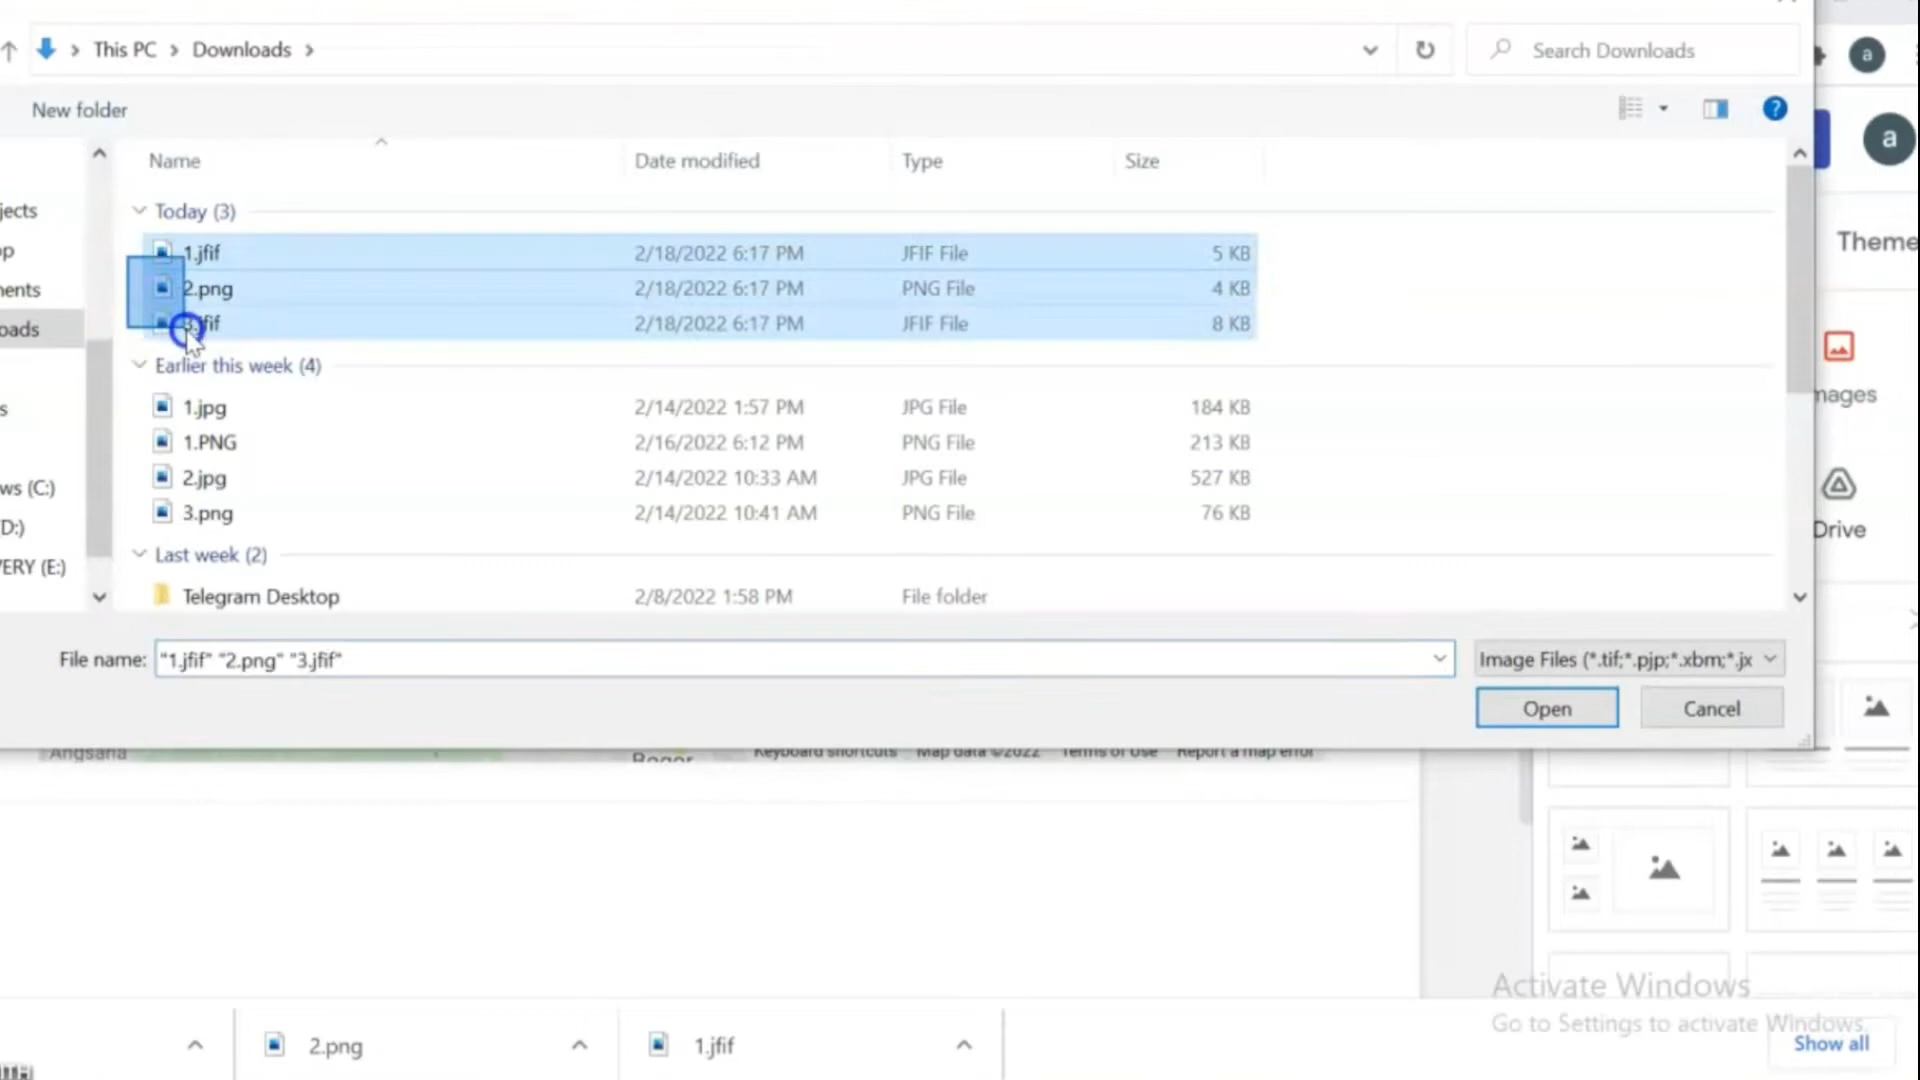 This PC > Downloads >
Search Downloads
a
New folder
?
a
Name
Date modified
Type
Size
jects
Today (3)
Theme
1.jfif 2/18/2022 6:17 PM JFIF File 5 KB
op
2.png 2/18/2022 6:17 PM PNG File 4 KB
ments
3.jfif 2/18/2022 6:17 PM JFIF File 8 KB
oads
Earlier this week (4)
mages
1.jpg 2/14/2022 1:57 PM JPG File 184 KB
s
1.PNG 2/16/2022 6:12 PM PNG File 213 KB
2.jpg 2/14/2022 10:33 AM JPG File 527 KB
ws (C:)
3.png 2/14/2022 10:41 AM PNG File 76 KB
D:)
Drive
Last week (2)
ERY (E:)
Telegram Desktop 2/8/2022 1:58 PM File folder
File name: "1.jfif" "2.png" "3.jfif"
Image Files (*.tif;*.pjp;*.xbm;*.jx
Open
Cancel
Angsana
Bogor
Keyboard shortcuts Map data ©2022 Terms of Use Report a map error
Activate Windows
Go to Settings to activate Windows.
2.png
1.jfif
Show all